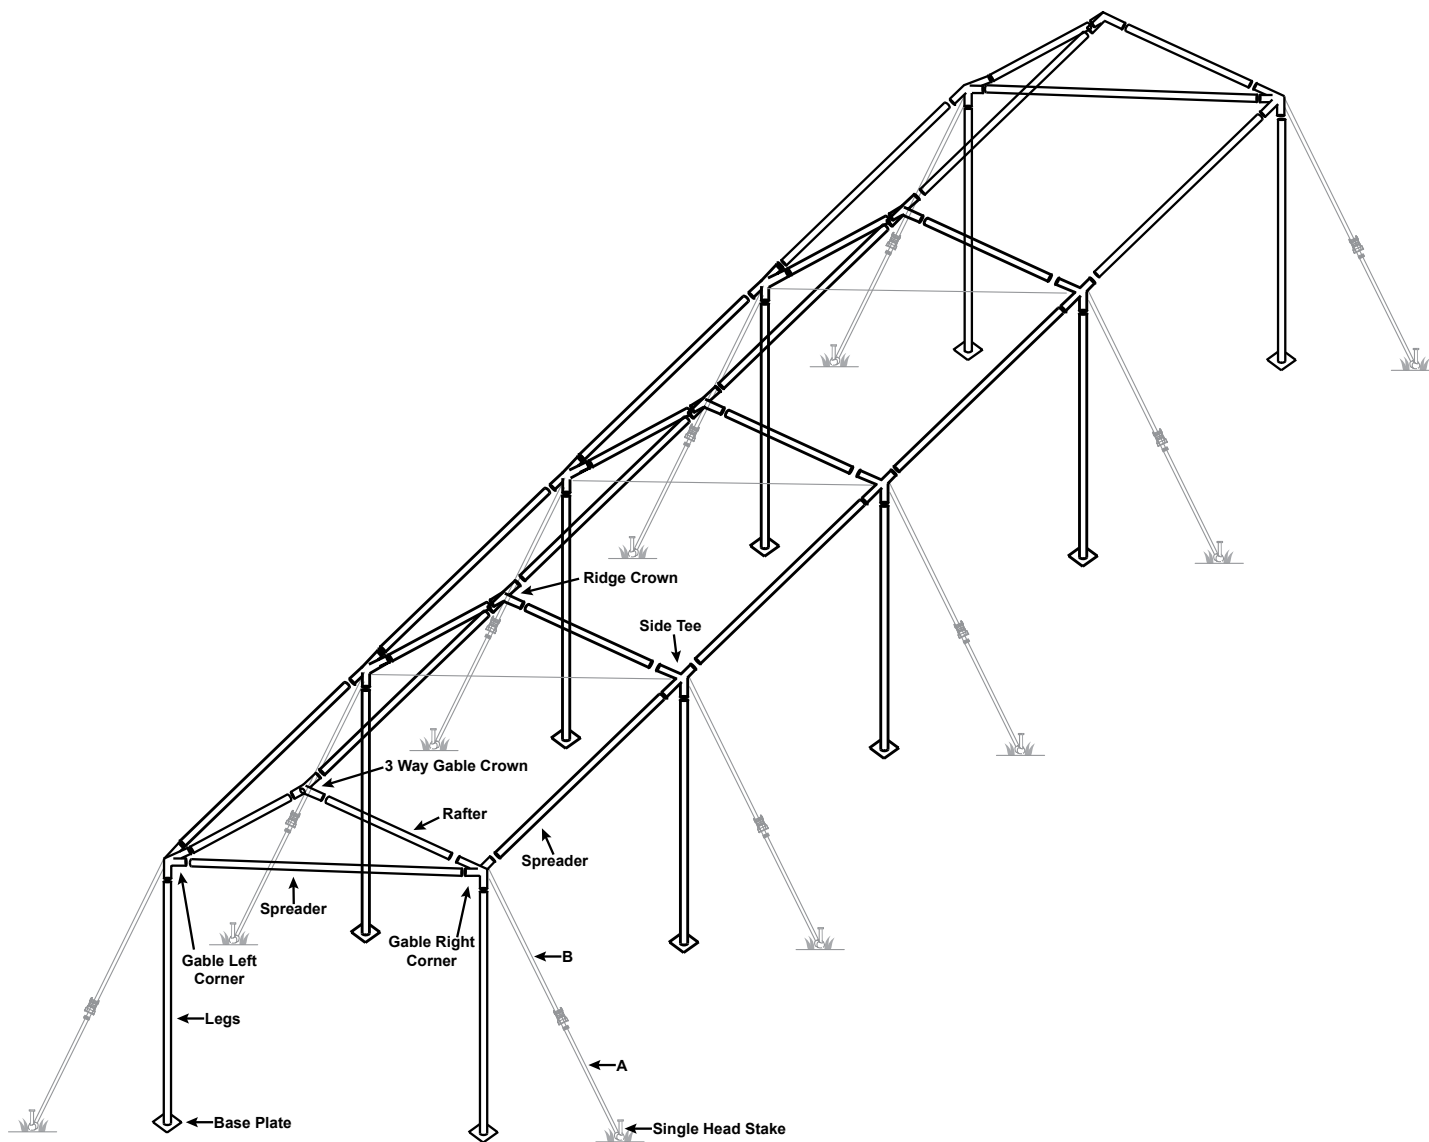 Ridge Crown
Side Tee
3 Way Gable Crown
Rafter
Spreader
Spreader
Gable Right
Corner
Gable Left
Corner
B
Legs
A
Base Plate
Single Head Stake